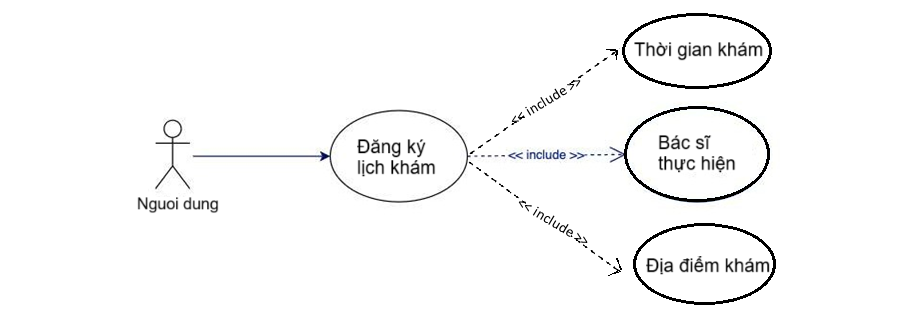 Thời gian khám
<< include >>
Đăng ký
lịch khám
<< include >>
Bác sĩ
thực hiện
Nguoi dung
<< include >>
Địa điểm khám